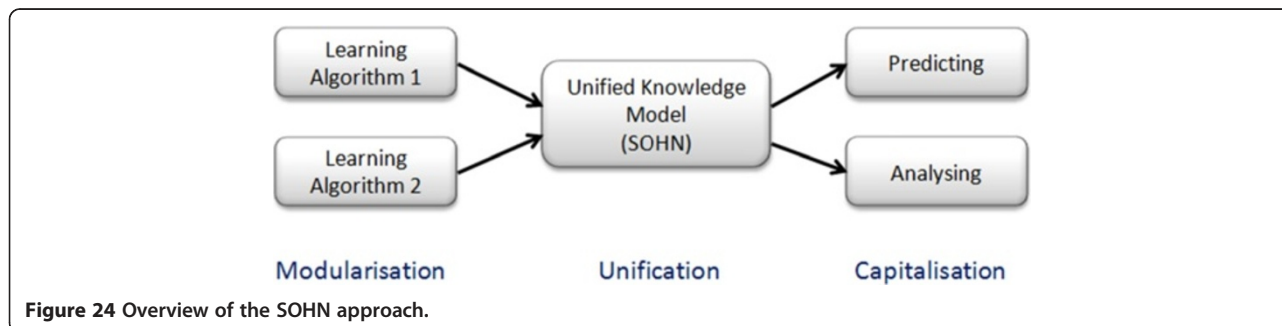 Learning
Algorithm 1
Learning
Algorithm 2
Unified Knowledge
Model
(SOHN)
Predicting
Analysing
Modularisation
Unification
Capitalisation
Figure 24 Overview of the SOHN approach.